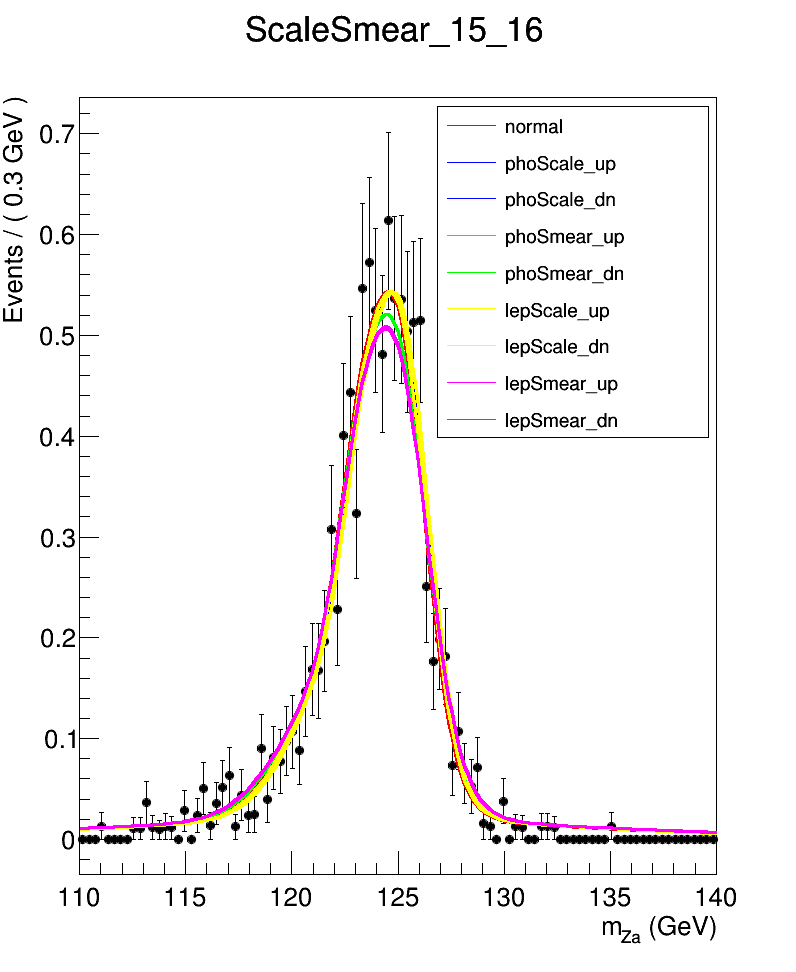 ScaleSmear_15_16
Events / ( 0.3 GeV )
0.7
0.6
0.5
0.4
0.3
0.2
0.1
0
normal
phoScale_up
phoScale_dn
phoSmear_up
phoSmear_dn
lepScale_up
lepScale_dn
lepSmear_up
lepSmear_dn
110 115 120 125 130 135 140
m_Za (GeV)